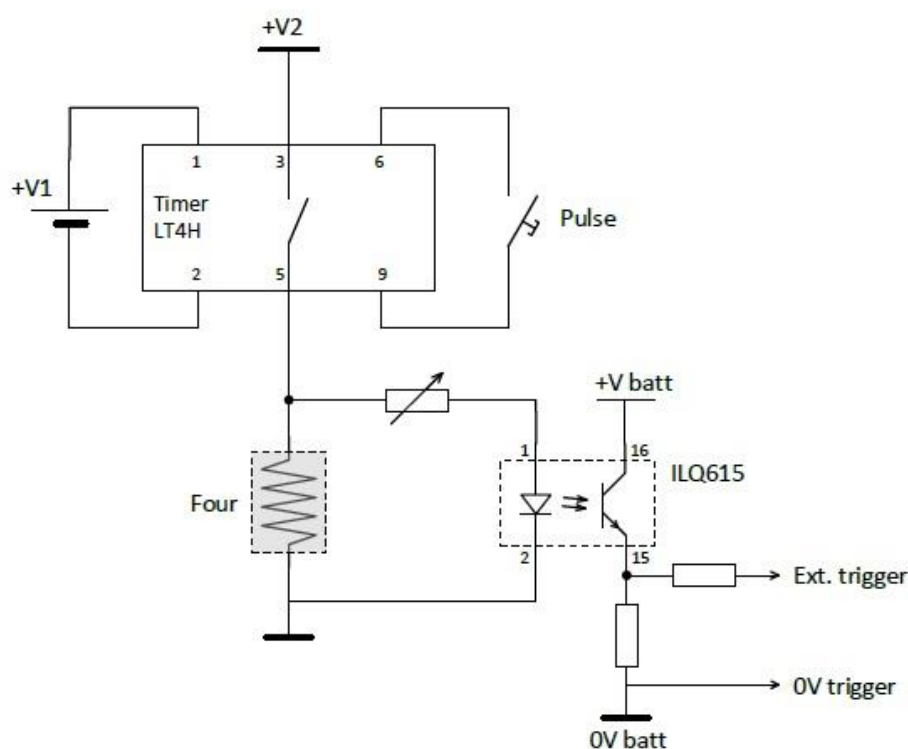 +V2
1
3
6
+V1
Timer
LT4H
Pulse
2
5
9
+V batt
1
16
ILQ615
Four
2
15
Ext. trigger
0V trigger
0V batt